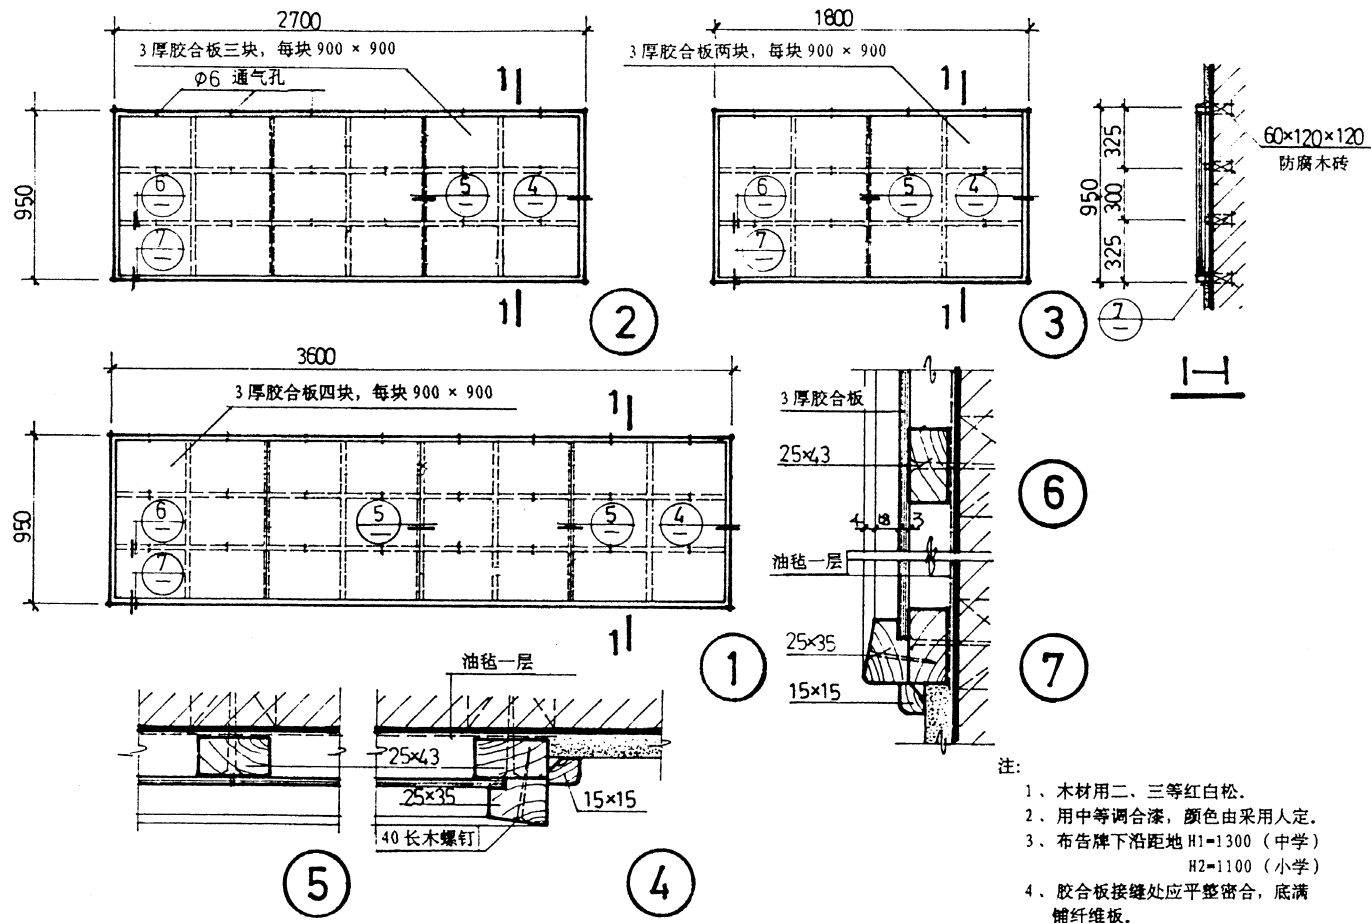 2700
3厚胶合板三块，每块900 × 900
Φ6 通气孔
1
950
6
5
4
7
1
2
1800
3厚胶合板两块，每块900 × 900
1
6
5
4
7
1
3
325
950
300
325
60×120×120
防腐木砖
7
1-1
3600
3厚胶合板四块，每块900 × 900
1
950
6
5
5
4
7
1
1
3厚胶合板
25×43
6
3
油毡一层
25×35
15×15
7
油毡一层
25×43
25×35
15×15
40长木螺钉
5
4
注:
1、木材用二、三等红白松.
2、用中等调合漆，颜色由采用人定.
3、布告牌下沿距地H1=1300（中学）
H2=1100（小学）
4、胶合板接缝处应平整密合，底满
铺纤维板.